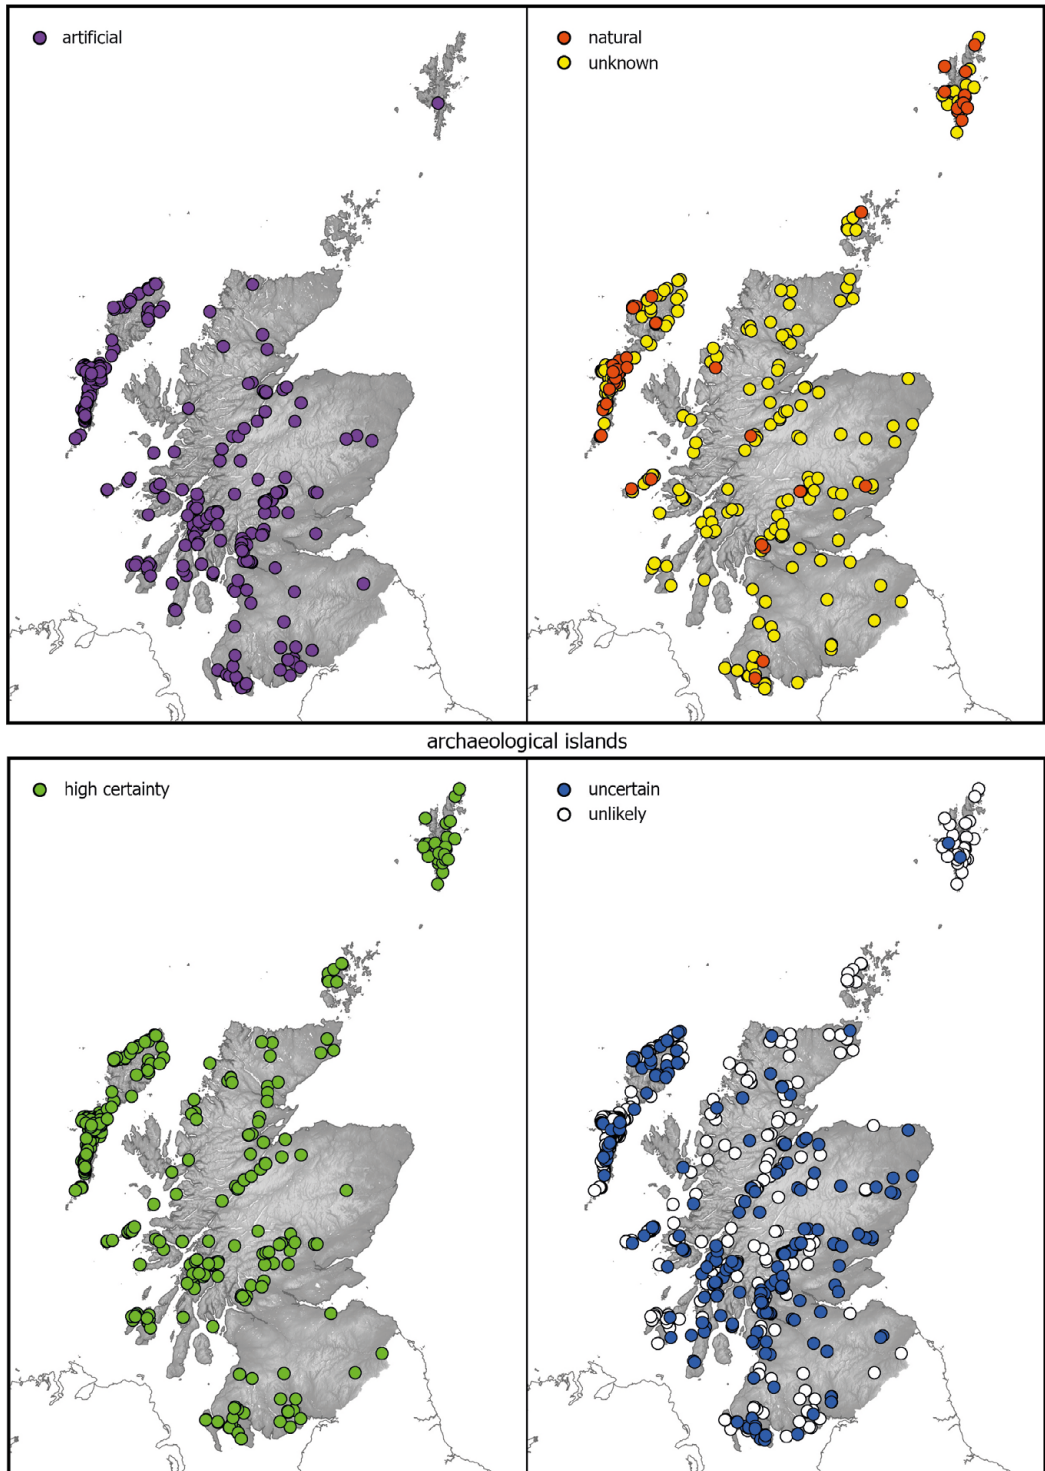 artificial
natural
unknown
archaeological islands
high certainty
uncertain
unlikely